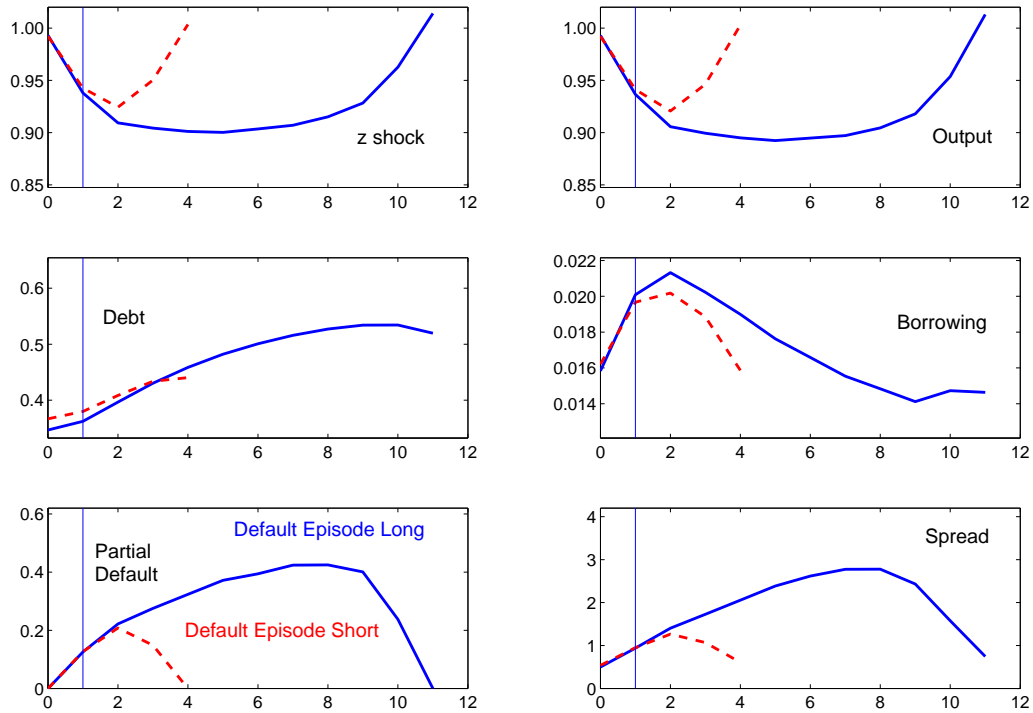 1.00
0.95
0.90
0.85
0 2 4 6 8 10 12
z shock
1.00
0.95
0.90
0.85
0 2 4 6 8 10 12
Output
0.6
0.5
0.4
0 2 4 6 8 10 12
Debt
0.022
0.020
0.018
0.016
0.014
0 2 4 6 8 10 12
Borrowing
0.6
0.4
0.2
0
0 2 4 6 8 10 12
Default Episode Long
Partial
Default
Default Episode Short
4
3
2
1
0
0 2 4 6 8 10 12
Spread